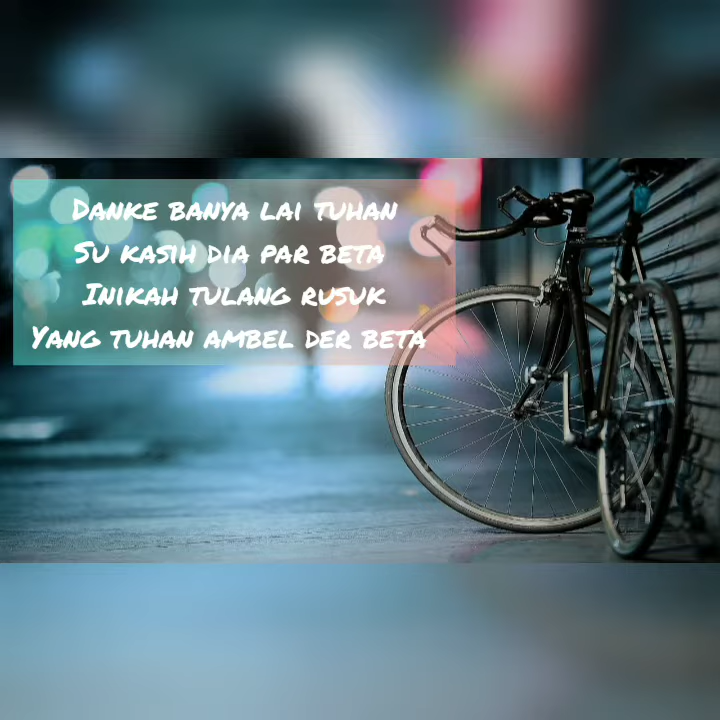 Danke banya lai tuhan
Su kasih dia par beta
Inikah tulang rusuk
Yang tuhan ambel der beta